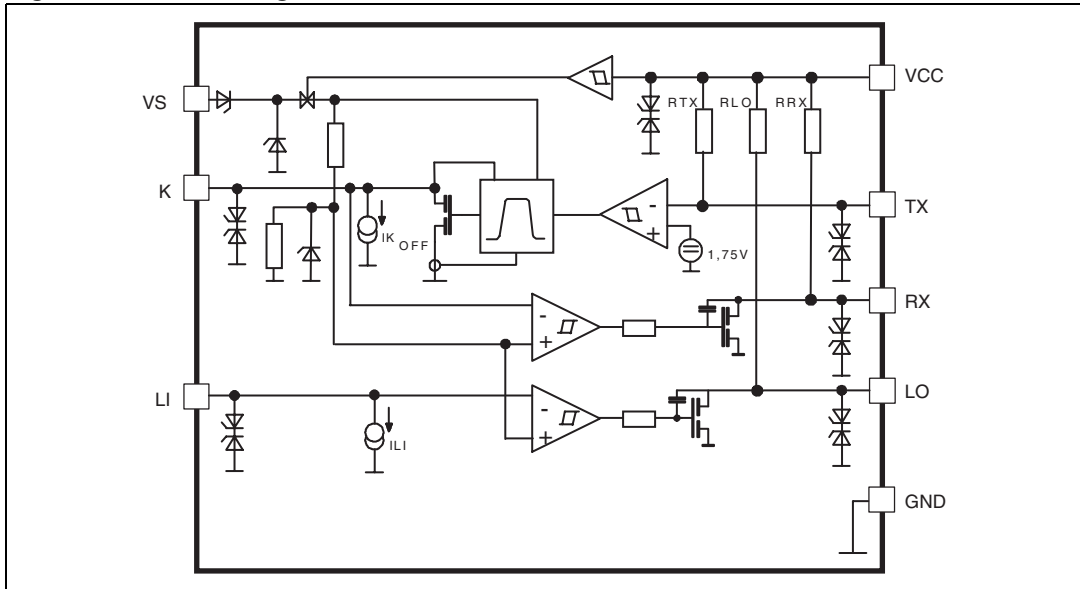 VCC
VS
RTX RLO RRX
K
TX
- +
IK OFF
1,75V
RX
- +
LI
LO
- +
ILI
GND